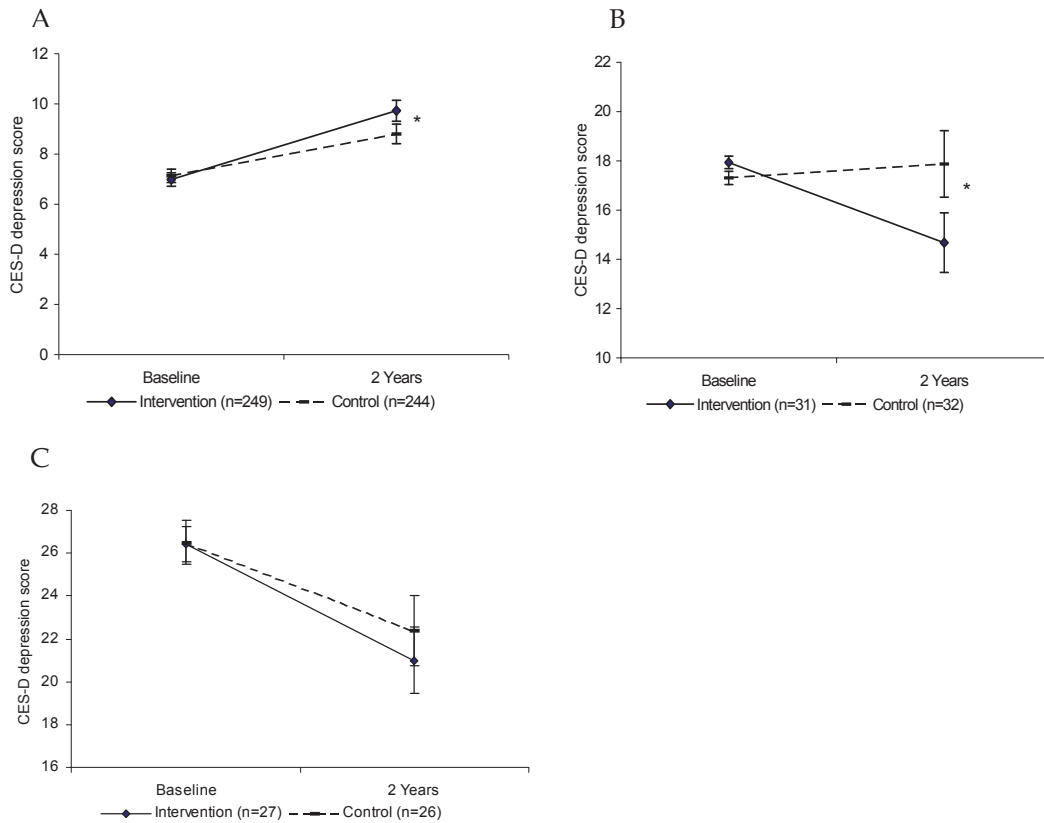 A
CES-D depression score
12
10
8
6
4
2
0
*
Baseline 2 Years
Intervention (n=249) Control (n=244)
B
CES-D depression score
22
20
18
16
14
12
10
*
Baseline 2 Years
Intervention (n=31) Control (n=32)
C
CES-D depression score
28
26
24
22
20
18
16
Baseline 2 Years
Intervention (n=27) Control (n=26)